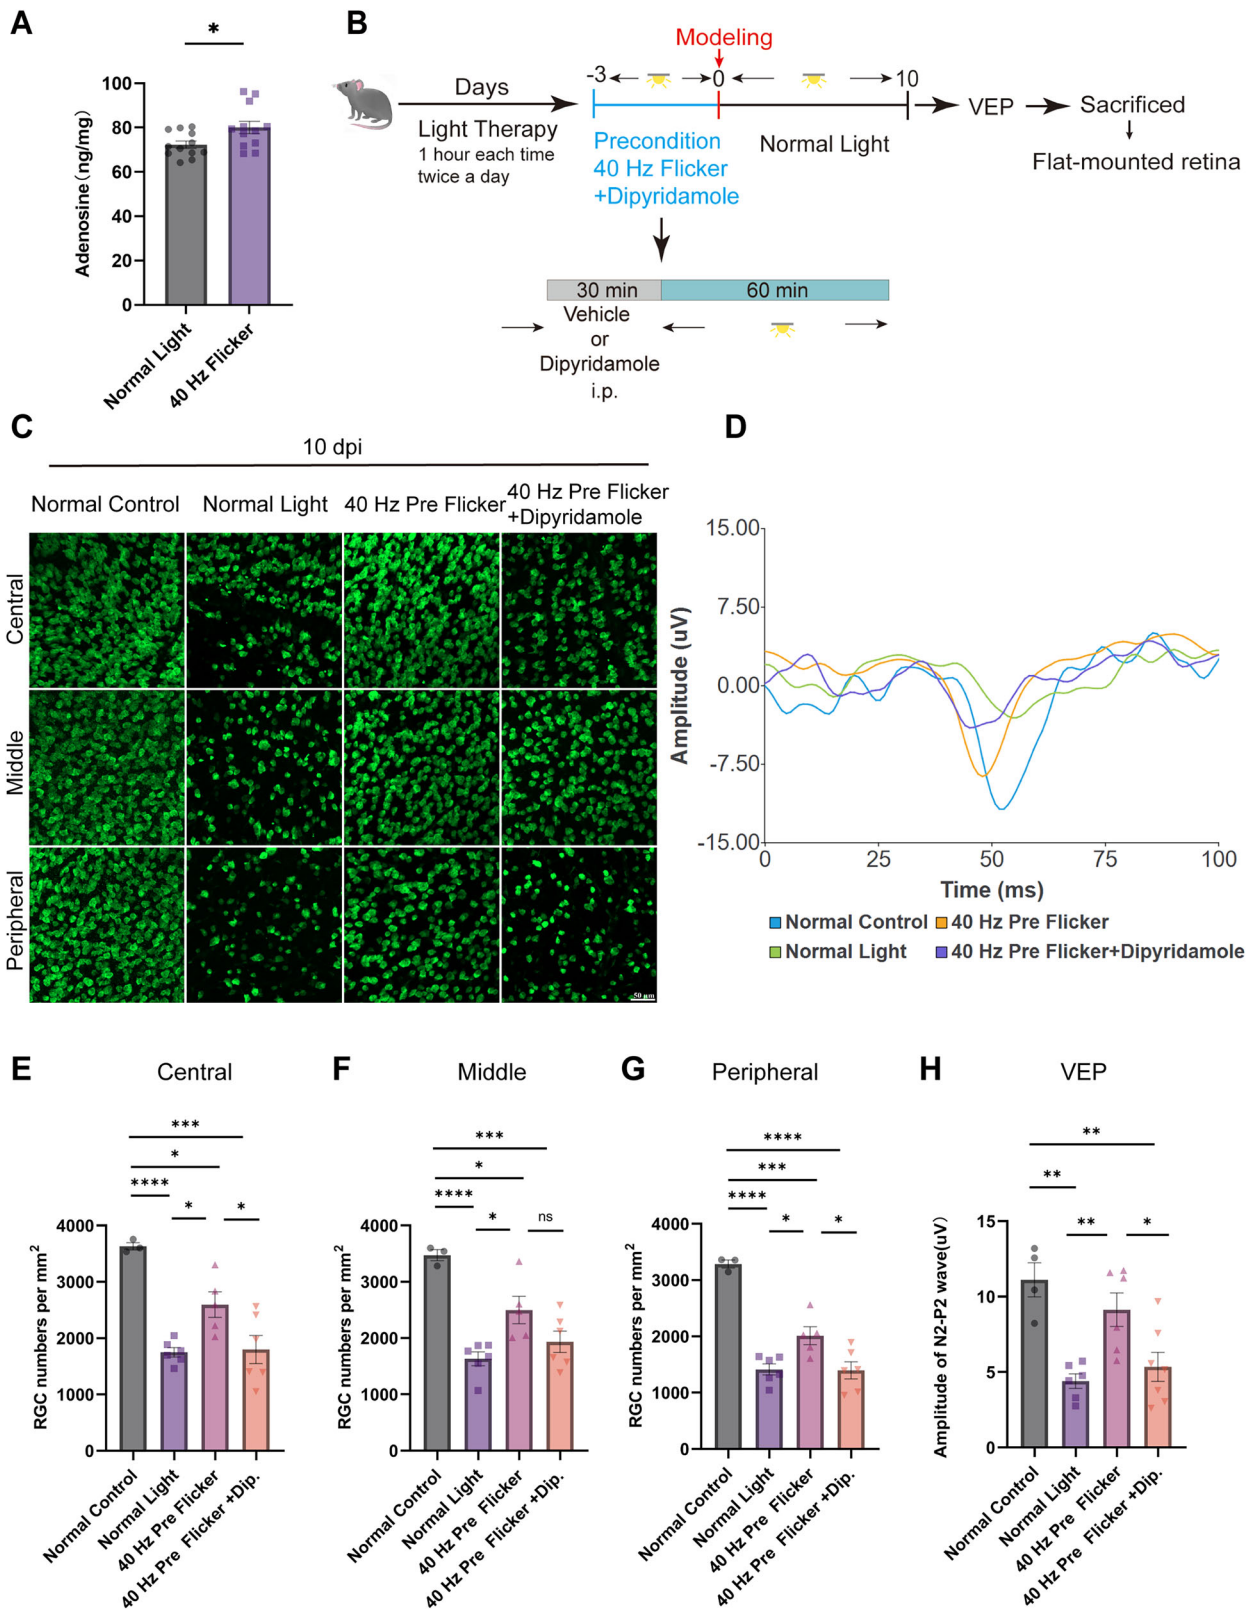 A
*
100
80
60
40
20
0
Adenosine (ng/mg)
Normal Light
40 Hz Flicker
B
Modeling
-3
0
10
Days
Light Therapy
1 hour each time
twice a day
Precondition
40 Hz Flicker
+Dipyridamole
Normal Light
VEP
Sacrificed
Flat-mounted retina
30 min
60 min
Vehicle
or
Dipyridamole
i.p.
C
10 dpi
Normal Control
Normal Light
40 Hz Pre Flicker
40 Hz Pre Flicker
+Dipyridamole
Central
Middle
Peripheral
50 μm
D
15.00
7.50
0.00
-7.50
-15.00
Amplitude (uV)
0
25
50
75
100
Time (ms)
Normal Control
40 Hz Pre Flicker
Normal Light
40 Hz Pre Flicker+Dipyridamole
E
Central
***
*
****
*
*
4000
3000
2000
1000
0
RGC numbers per mm²
Normal Control
Normal Light
40 Hz Pre Flicker
40 Hz Pre Flicker +Dip.
F
Middle
***
*
****
*
ns
4000
3000
2000
1000
0
RGC numbers per mm²
Normal Control
Normal Light
40 Hz Pre Flicker
40 Hz Pre Flicker +Dip.
G
Peripheral
****
***
****
*
*
4000
3000
2000
1000
0
RGC numbers per mm²
Normal Control
Normal Light
40 Hz Pre Flicker
40 Hz Pre Flicker +Dip.
H
VEP
**
**
**
*
15
10
5
0
Amplitude of N2-P2 wave(uV)
Normal Control
Normal Light
40 Hz Pre Flicker
40 Hz Pre Flicker +Dip.